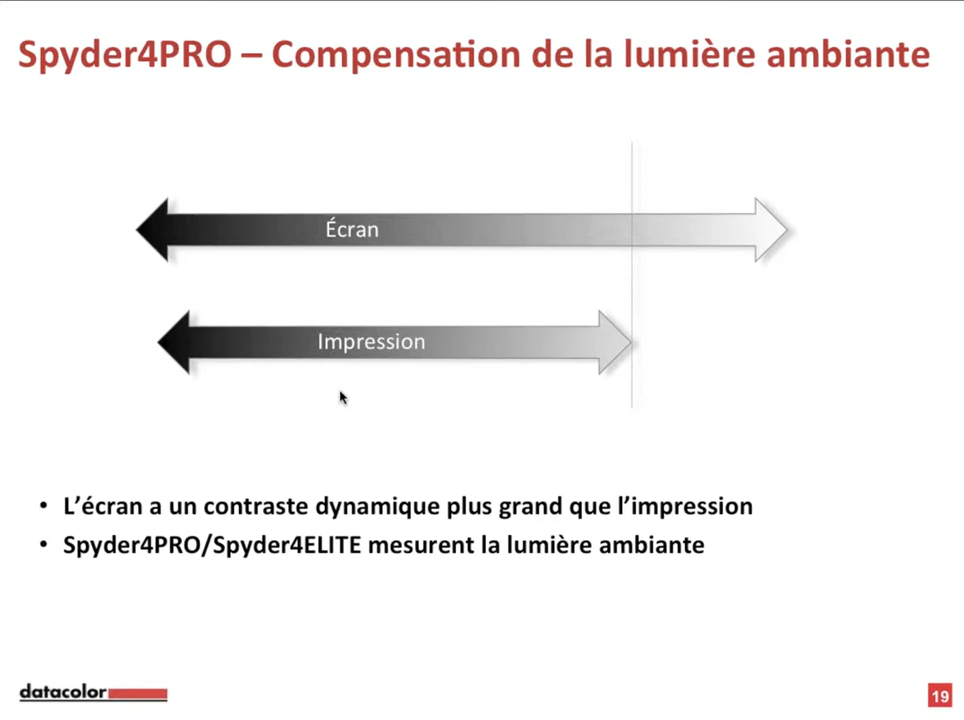 Spyder4PRO – Compensation de la lumière ambiante
Écran
Impression
• L’écran a un contraste dynamique plus grand que l’impression
• Spyder4PRO/Spyder4ELITE mesurent la lumière ambiante
datacolor
19